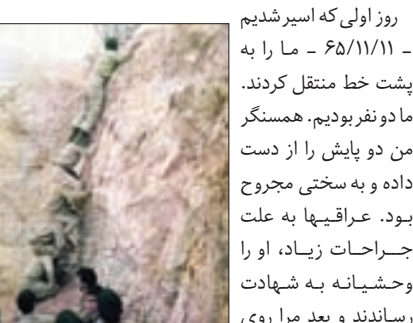 روز اولی که اسیر شدیم
- ۶۵/۱۱/۱۱ - ما را به
پشت خط منتقل کردند.
ما دو نفر بودیم. همسنگر
من دو پایش را از دست
داده و به سختی مجروح
بود. عراقیها به علت
جراحات زیاد، او را
وحشیانه به شهادت
رساندند و بعد مرا روی